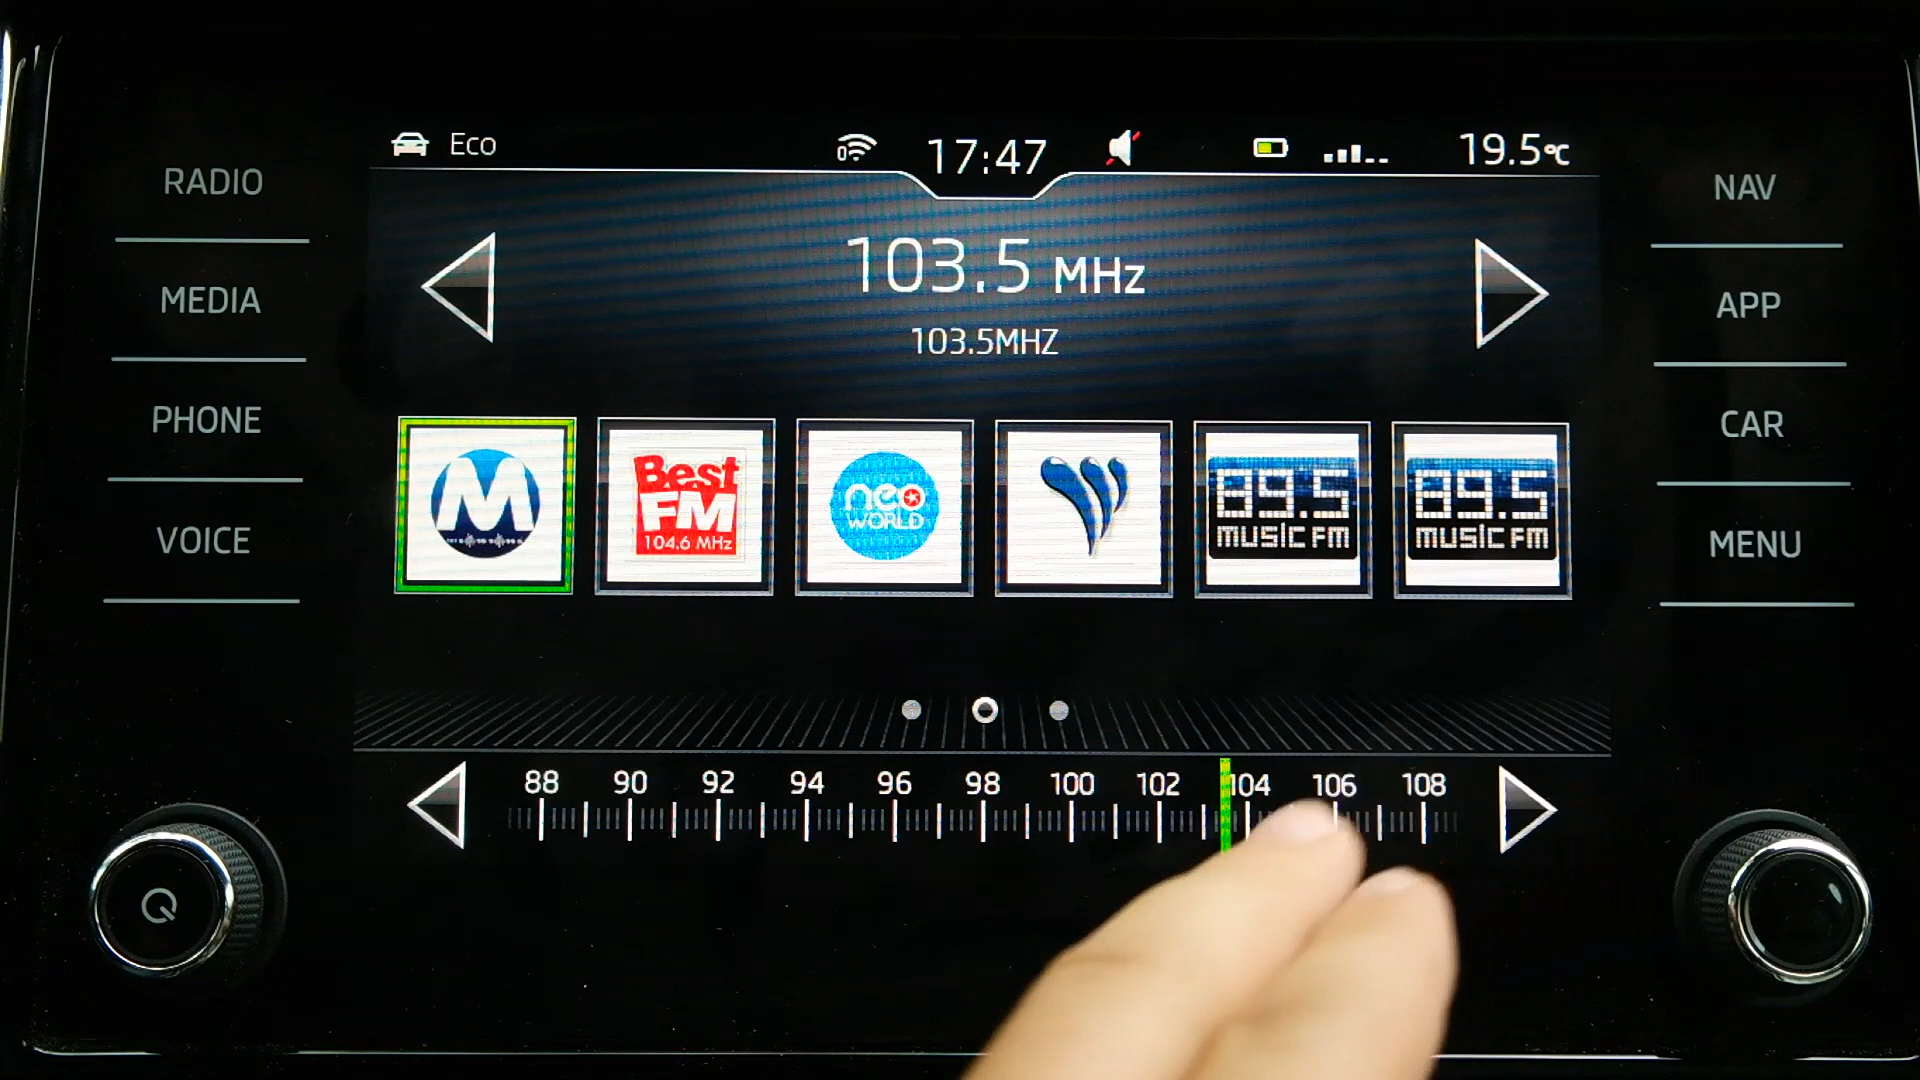 Eco 17:47 19.5°C
RADIO
MEDIA
PHONE
VOICE
NAV
APP
CAR
MENU
103.5 MHz
103.5MHZ
M
Best
FM
104.6 MHz
neo
WORLD
89.5
music FM
89.5
music FM
88 90 92 94 96 98 100 102 104 106 108